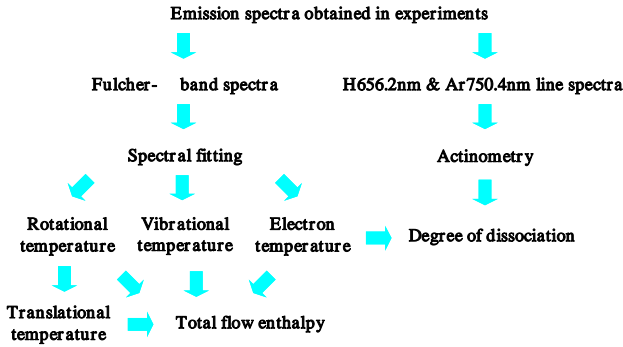 Emission spectra obtained in experiments
Fulcher- band spectra
H656.2nm & Ar750.4nm line spectra
Spectral fitting
Actinometry
Rotational
temperature
Vibrational
temperature
Electron
temperature
Degree of dissociation
Translational
temperature
Total flow enthalpy